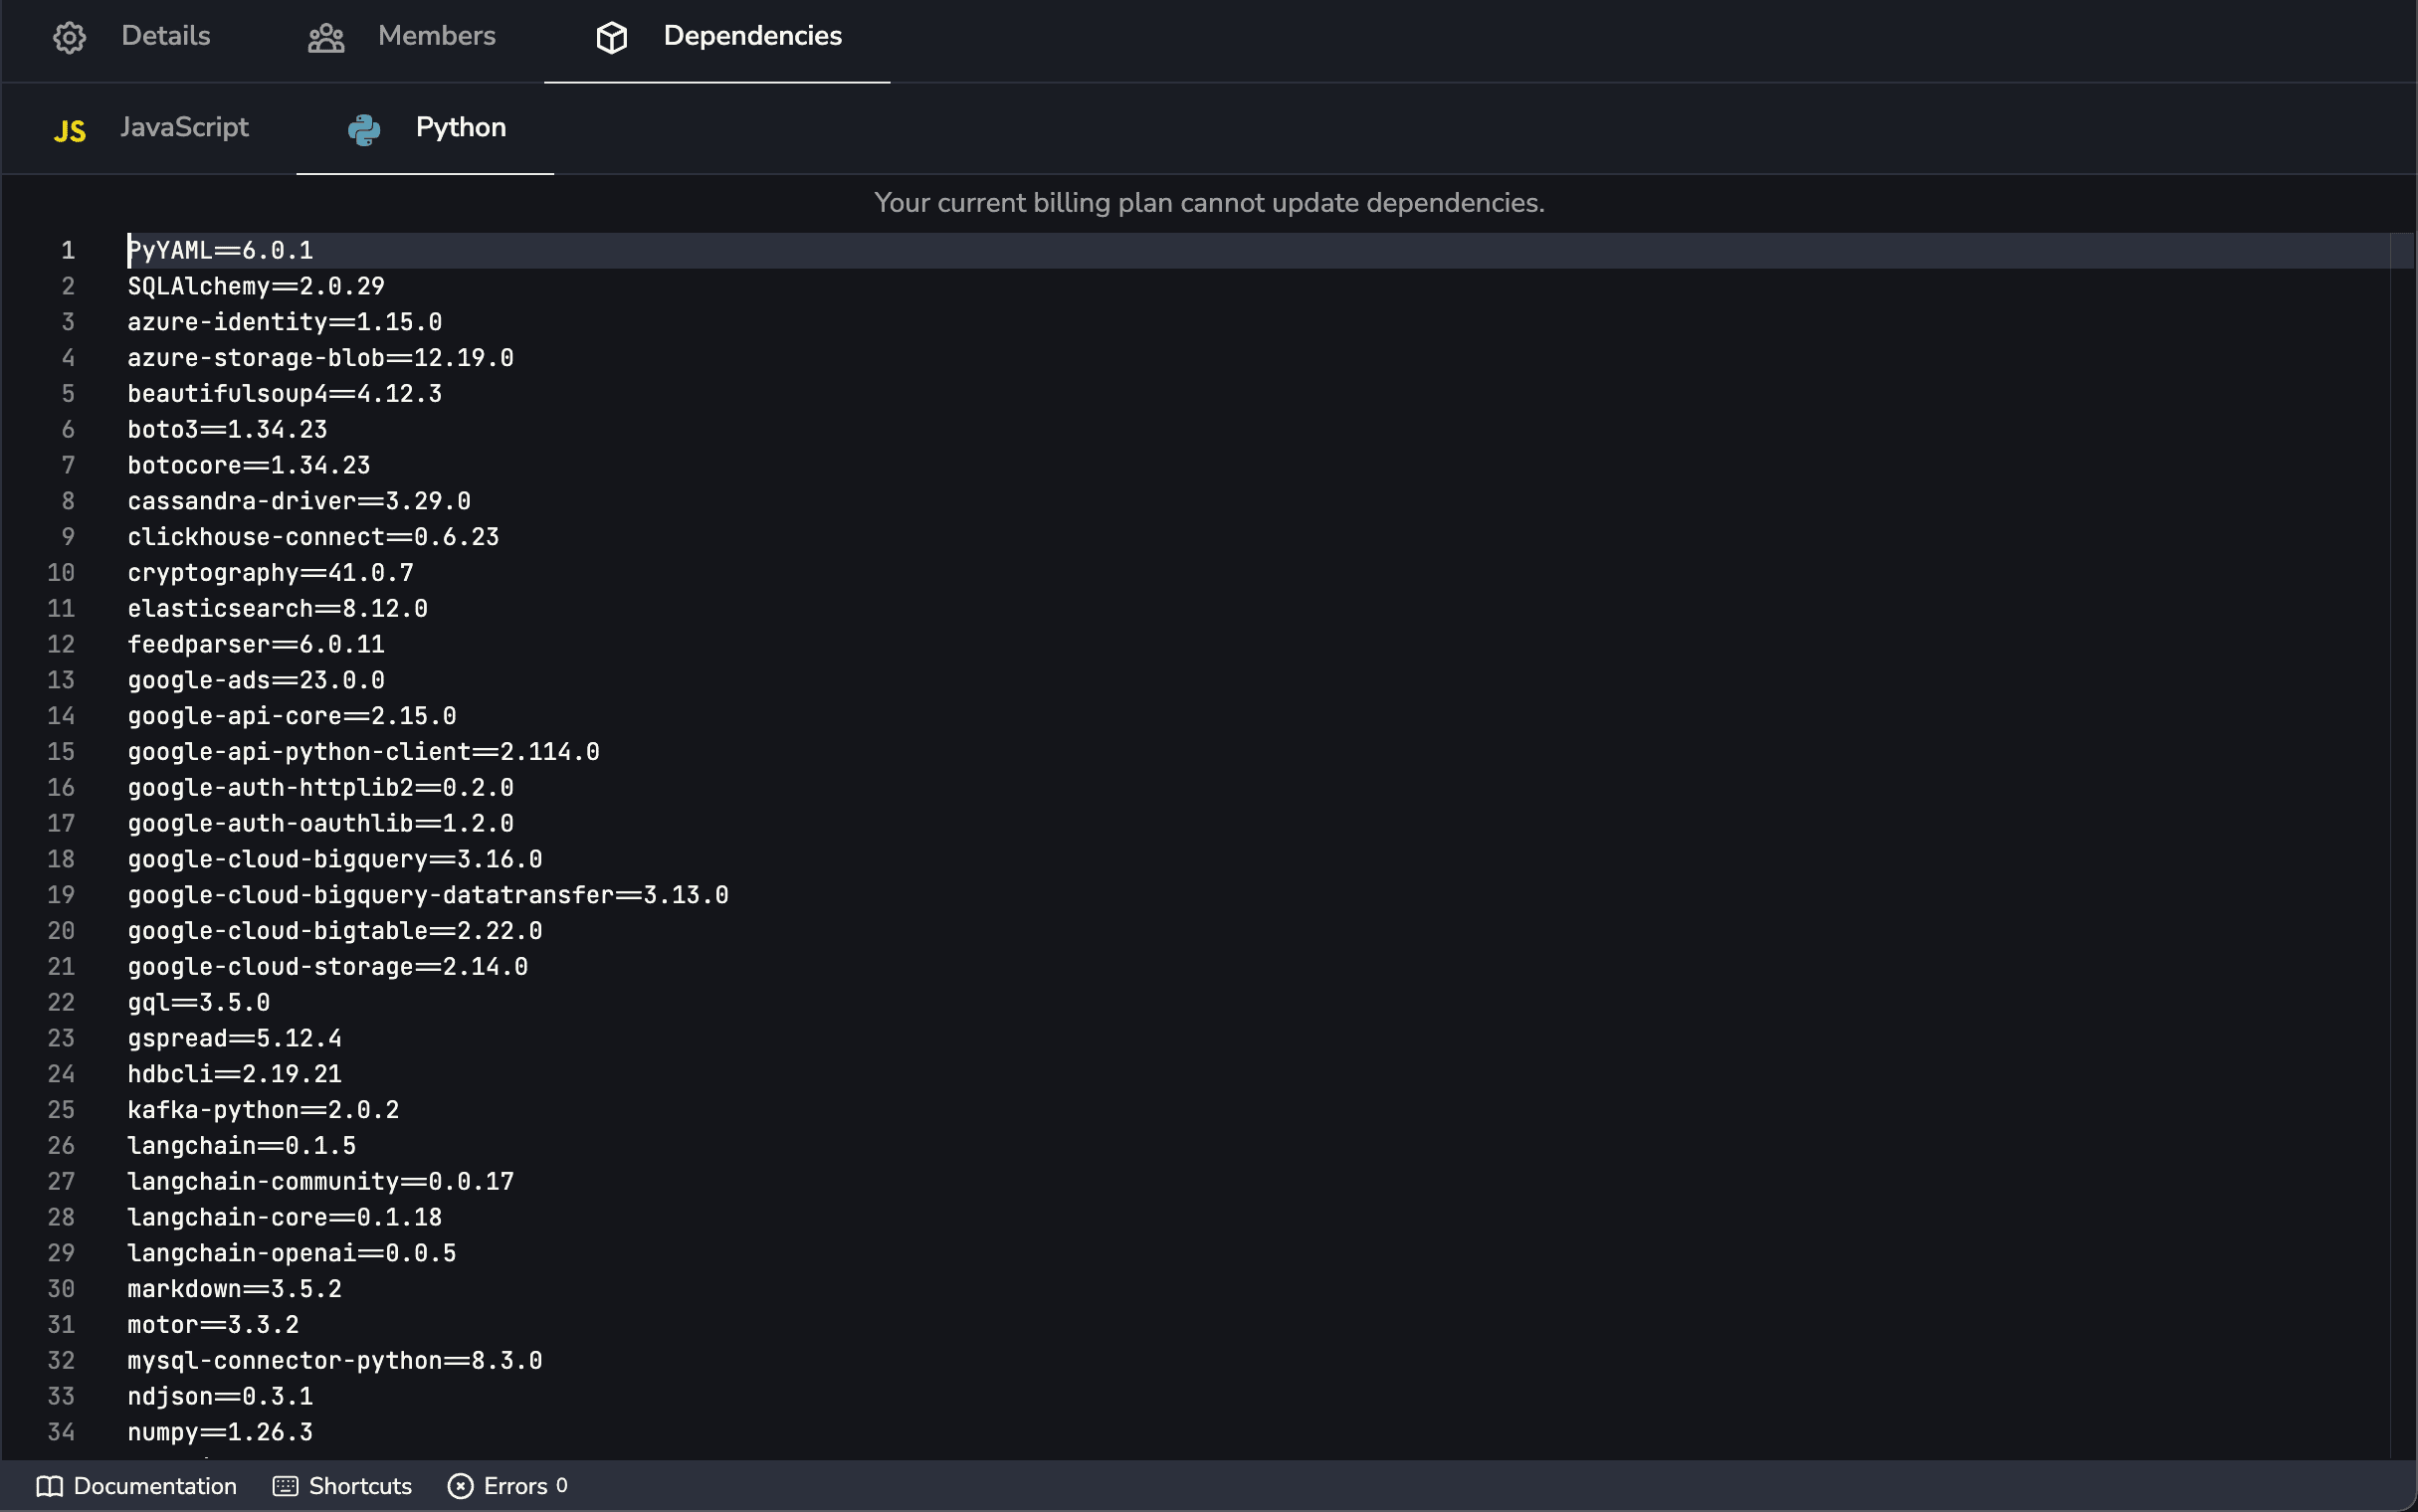 Details Members Dependencies
JS JavaScript Python
Your current billing plan cannot update dependencies.
1 PyYAML==6.0.1
2 SQLAlchemy==2.0.29
3 azure-identity==1.15.0
4 azure-storage-blob==12.19.0
5 beautifulsoup4==4.12.3
6 boto3==1.34.23
7 botocore==1.34.23
8 cassandra-driver==3.29.0
9 clickhouse-connect==0.6.23
10 cryptography==41.0.7
11 elasticsearch==8.12.0
12 feedparser==6.0.11
13 google-ads==23.0.0
14 google-api-core==2.15.0
15 google-api-python-client==2.114.0
16 google-auth-httplib2==0.2.0
17 google-auth-oauthlib==1.2.0
18 google-cloud-bigquery==3.16.0
19 google-cloud-bigquery-datatransfer==3.13.0
20 google-cloud-bigtable==2.22.0
21 google-cloud-storage==2.14.0
22 gql==3.5.0
23 gspread==5.12.4
24 hdbcli==2.19.21
25 kafka-python==2.0.2
26 langchain==0.1.5
27 langchain-community==0.0.17
28 langchain-core==0.1.18
29 langchain-openai==0.0.5
30 markdown==3.5.2
31 motor==3.3.2
32 mysql-connector-python==8.3.0
33 ndjson==0.3.1
34 numpy==1.26.3
Documentation Shortcuts Errors 0